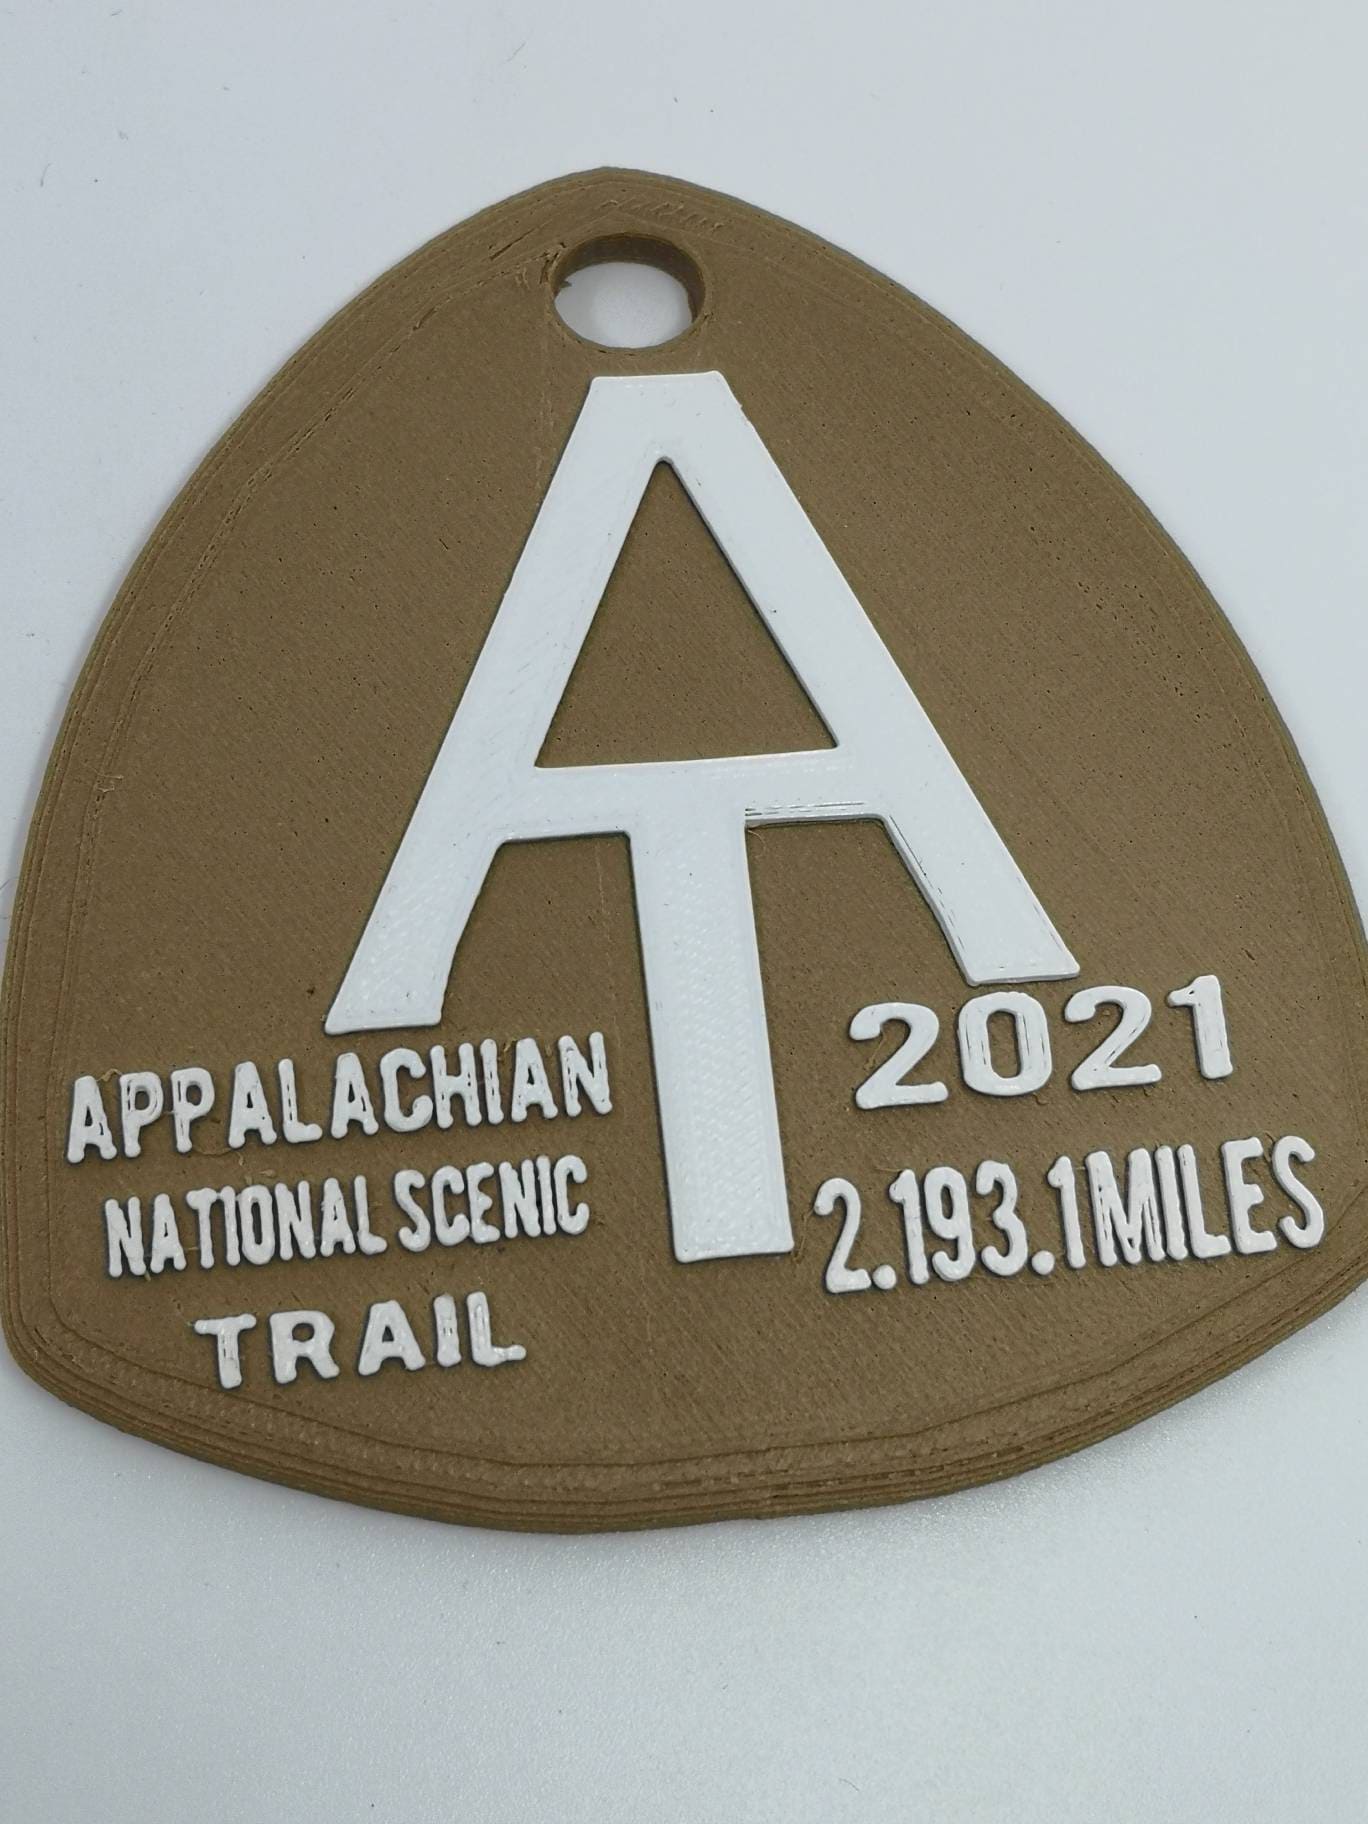 AT
APPALACHIAN
NATIONAL SCENIC
TRAIL
2021
2.193.1MILES